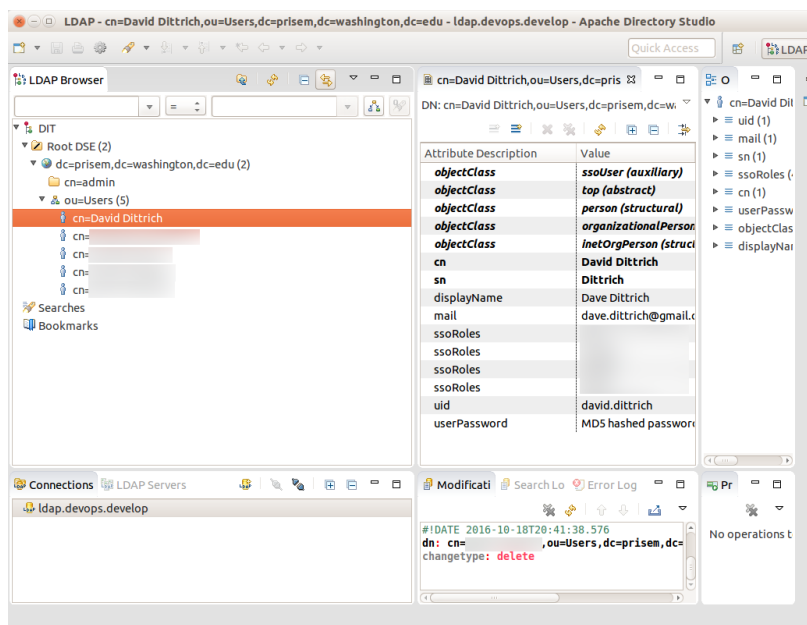 LDAP - cn=David Dittrich,ou=Users,dc=prisem,dc=washington,dc=edu - ldap.devops.develop - Apache Directory Studio
Quick Access
LDAP
LDAP Browser
=
DIT
Root DSE (2)
dc=prisem,dc=washington,dc=edu (2)
cn=admin
ou=Users (5)
cn=David Dittrich
cn=
cn=
cn=
cn=
Searches
Bookmarks
cn=David Dittrich,ou=Users,dc=pris
DN: cn=David Dittrich,ou=Users,dc=prisem,dc=wa
Attribute Description Value
objectClass ssoUser (auxiliary)
objectClass top (abstract)
objectClass person (structural)
objectClass organizationalPerson
objectClass inetOrgPerson (struct
cn David Dittrich
sn Dittrich
displayName Dave Dittrich
mail dave.dittrich@gmail.c
ssoRoles
ssoRoles
ssoRoles
ssoRoles
uid david.dittrich
userPassword MD5 hashed password
O
cn=David Dit
uid (1)
mail (1)
sn (1)
ssoRoles (
cn (1)
userPassw
objectClas
displayNar
Connections LDAP Servers
ldap.devops.develop
Modificati Search Lo Error Log
#!DATE 2016-10-18T20:41:38.576
dn: cn= ,ou=Users,dc=prisem,dc=
changetype: delete
Pr
No operations t